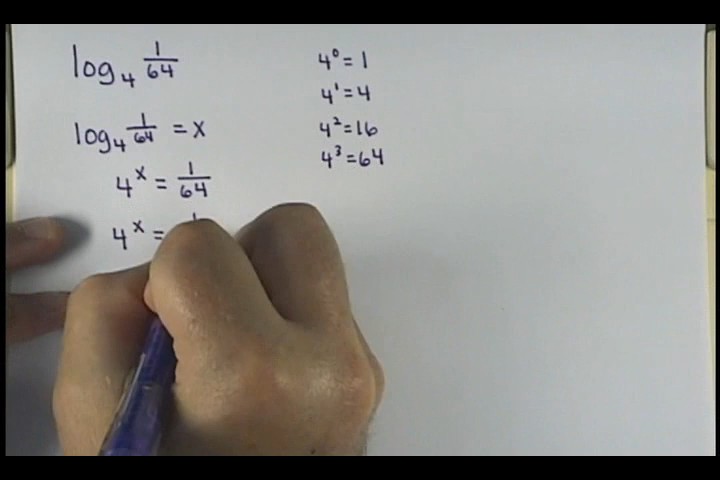 log₄ 1/64
log₄ 1/64 = x
4ˣ = 1/64
4ˣ =
4⁰ = 1
4¹ = 4
4² = 16
4³ = 64